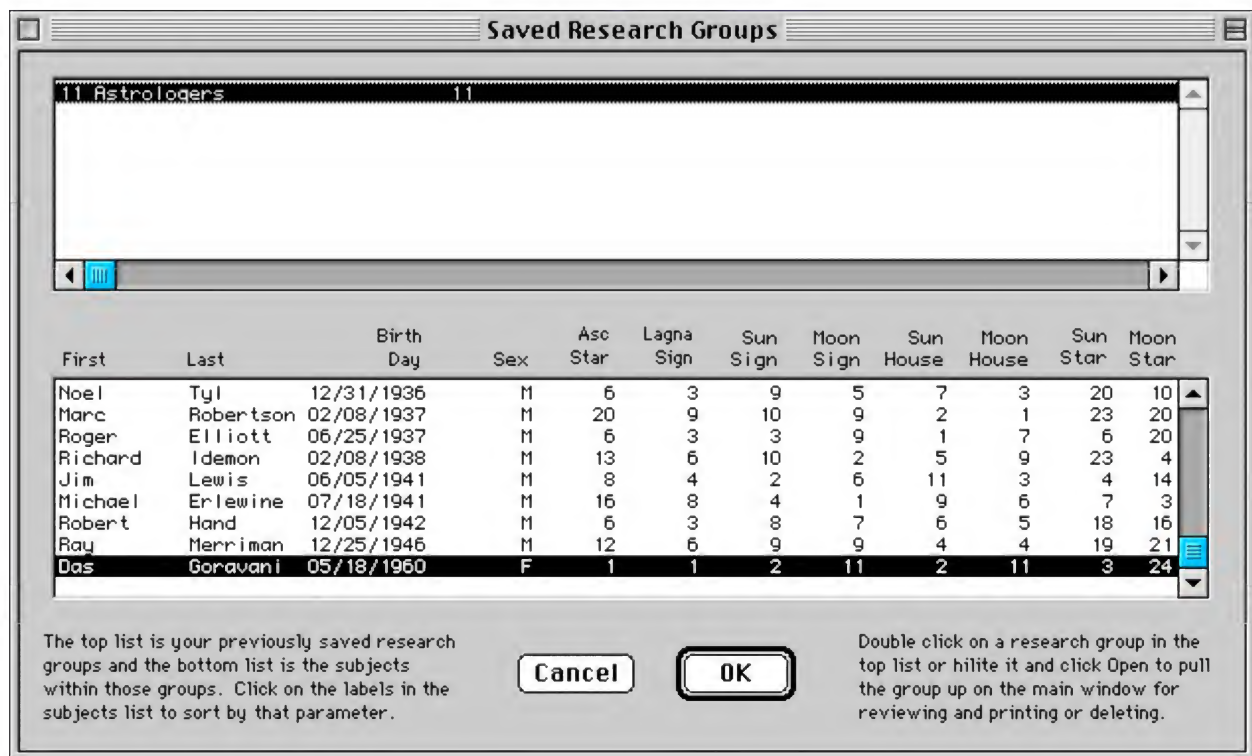 Saved Research Groups
11 Astrologers 11
Birth Asc Lagna Sun Moon Sun Moon Sun Moon
First Last Day Sex Star Sign Sign Sign House House Star Star
Noel Tyl 12/31/1936 M 6 3 9 5 7 3 20 10
Marc Robertson 02/08/1937 M 20 9 10 9 2 1 23 20
Roger Elliott 06/25/1937 M 6 3 3 9 1 7 6 20
Richard Idemon 02/08/1938 M 13 6 10 2 5 9 23 4
Jim Lewis 06/05/1941 M 8 4 2 6 11 3 4 14
Michael Erlewine 07/18/1941 M 16 8 4 1 9 6 7 3
Robert Hand 12/05/1942 M 6 3 8 7 6 5 18 16
Ray Merriman 12/25/1946 M 12 6 9 9 4 4 19 21
Das Goravani 05/18/1960 F 1 1 2 11 2 11 3 24
The top list is your previously saved research
groups and the bottom list is the subjects
within those groups. Click on the labels in the
subjects list to sort by that parameter.
Cancel
OK
Double click on a research group in the
top list or hilite it and click Open to pull
the group up on the main window for
reviewing and printing or deleting.